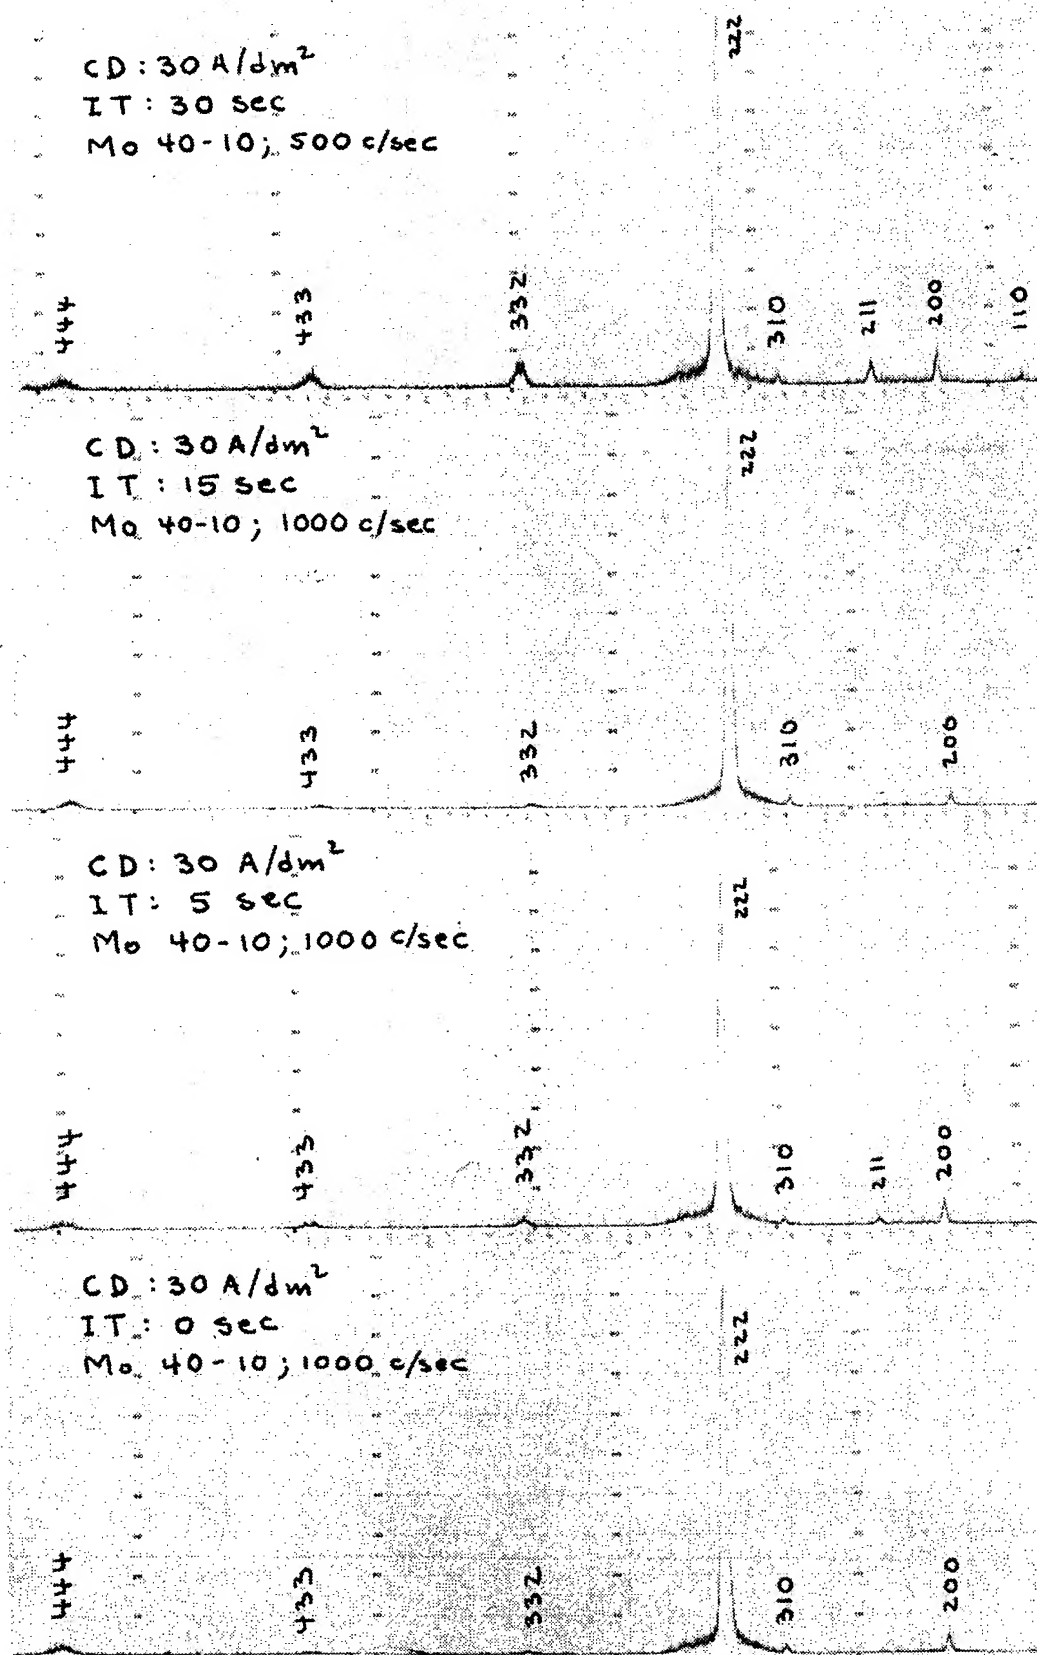 CD: 30 A/dm²
IT: 30 sec
Mo 40-10; 500 c/sec
444 433 332 222 310 211 200 110
CD: 30 A/dm²
IT: 15 sec
Mo 40-10; 1000 c/sec
444 433 332 222 310 200
CD: 30 A/dm²
IT: 5 sec
Mo 40-10; 1000 c/sec
444 433 332 222 310 211 200
CD: 30 A/dm²
IT: 0 sec
Mo 40-10; 1000 c/sec
444 433 332 222 310 200